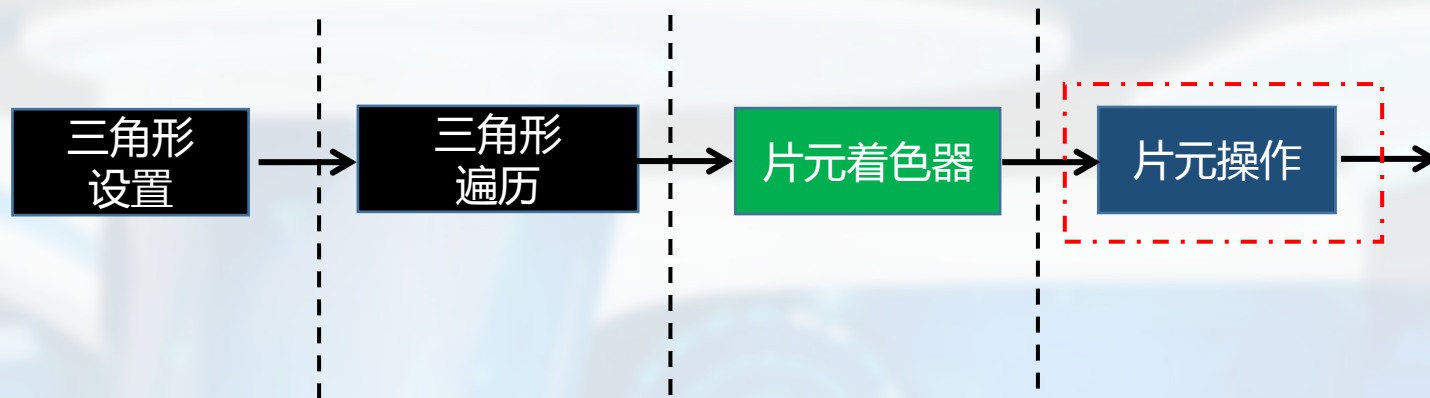 三角形
设置
三角形
遍历
片元着色器
片元操作